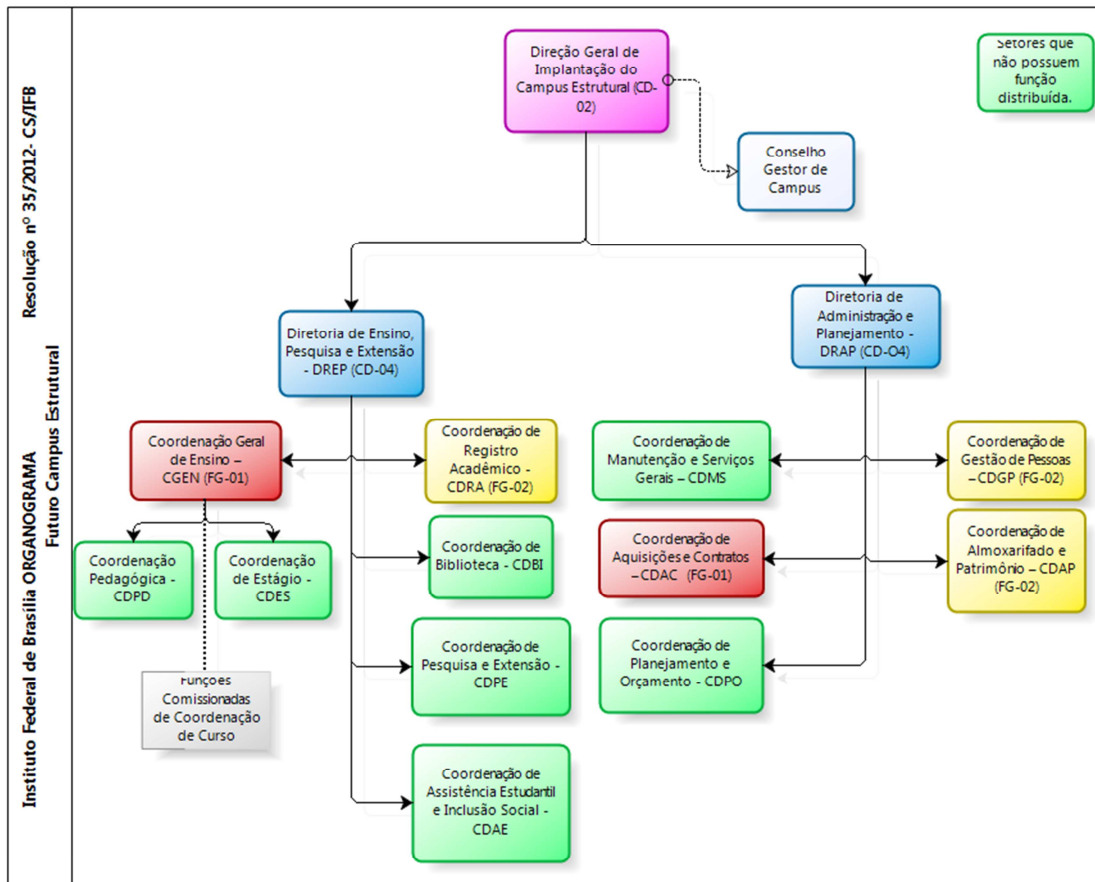 Instituto Federal de Brasília ORGANOGRAMA Resolução nº 35/2012- CS/IFB
Futuro Campus Estrutural
Direção Geral de
Implantação do
Campus Estrutural (CD-
02)
Setores que
não possuem
função
distribuída.
Conselho
Gestor de
Campus
Diretoria de Ensino,
Pesquisa e Extensão
- DREP (CD-04)
Diretoria de
Administração e
Planejamento -
DRAP (CD-O4)
Coordenação Geral
de Ensino –
CGEN (FG-01)
Coordenação de
Registro
Acadêmico -
CDRA (FG-02)
Coordenação de
Manutenção e Serviços
Gerais – CDMS
Coordenação de
Gestão de Pessoas
–CDGP (FG-02)
Coordenação
Pedagógica -
CDPD
Coordenação
de Estágio -
CDES
Coordenação de
Biblioteca - CDBI
Coordenação de
Aquisições e Contratos
–CDAC (FG-01)
Coordenação de
Almoxarifado e
Patrimônio – CDAP
(FG-02)
Coordenação de
Pesquisa e Extensão -
CDPE
Coordenação de
Planejamento e
Orçamento - CDPO
Funções
Comissionadas
de Coordenação
de Curso
Coordenação de
Assistência Estudantil
e Inclusão Social -
CDAE